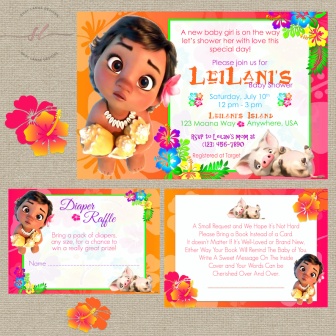 A new baby girl is on the way
let's shower her with love this
special day!
Please join us for
LEILANI'S
Baby Shower
Saturday, July 10th
12 pm - 3 pm
LEILANI'S ISLAND
123 Moana Way Anywhere, USA
RSVP to Leilani's mom at
(123) 456-7890
Registered at Target
Diaper
Raffle
Bring a pack of diapers
any size, for a chance to
win a really great prize!
A Small Request and We Hope It's Not Hard
Please Bring a Book Instead of a Card.
It doesn't Matter If It's Well-Loved or Brand New.
Either Way Your Book Will Remind The Baby of You
Write A Sweet Message On The Inside
Cover and Your Words Can be
Cherished Over And Over.